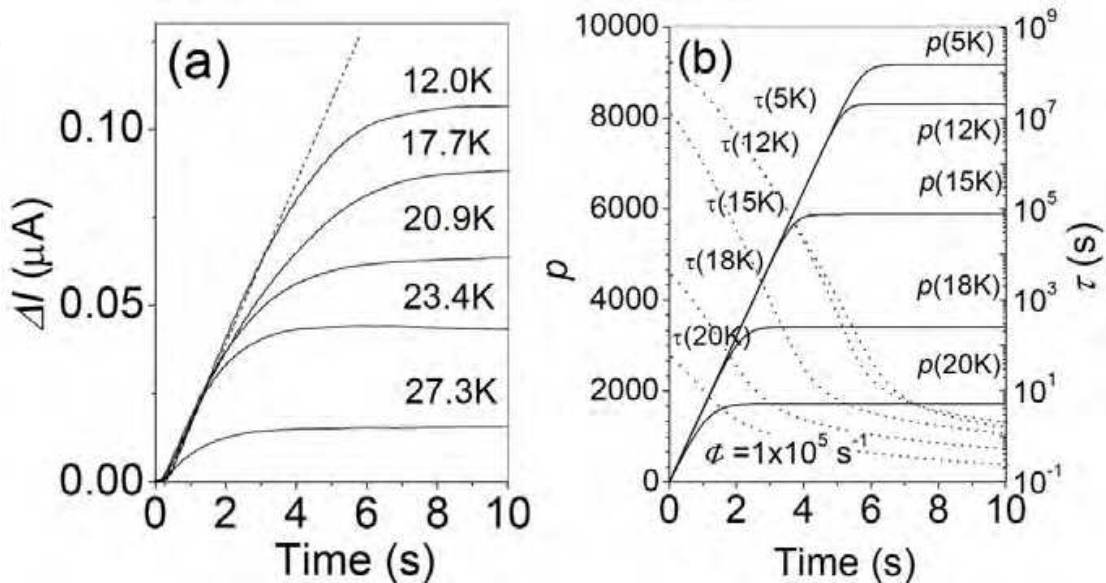 (a)
12.0K
17.7K
20.9K
23.4K
27.3K
0.10
0.05
0.00
ΔI (μA)
0 2 4 6 8 10
Time (s)
(b)
p(5K)
p(12K)
p(15K)
p(18K)
p(20K)
τ(5K)
τ(12K)
τ(15K)
τ(18K)
τ(20K)
Φ =1x10⁵ s⁻¹
10000
8000
6000
4000
2000
0
p
10⁹
10⁷
10⁵
10³
10¹
10⁻¹
τ (s)
0 2 4 6 8 10
Time (s)